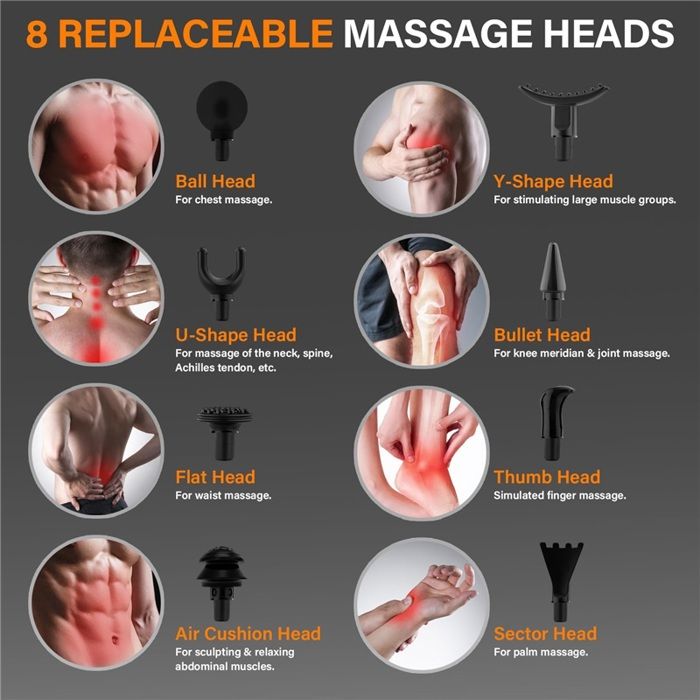 8 REPLACEABLE MASSAGE HEADS
Ball Head
For chest massage.
Y-Shape Head
For stimulating large muscle groups.
U-Shape Head
For massage of the neck, spine,
Achilles tendon, etc.
Bullet Head
For knee meridian & joint massage.
Flat Head
For waist massage.
Thumb Head
Simulated finger massage.
Air Cushion Head
For sculpting & relaxing
abdominal muscles.
Sector Head
For palm massage.